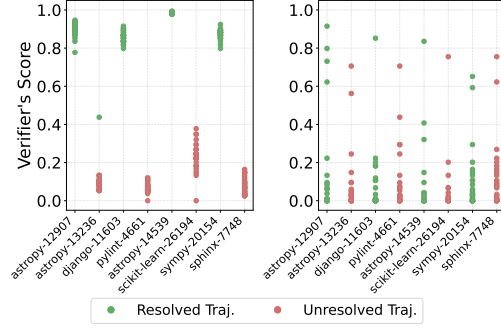 Verifier's Score
1.0
0.8
0.6
0.4
0.2
0.0
astropy-12907
astropy-13236
django-11603
pylint-4661
astropy-14539
scikit-learn-26194
sympy-20154
sphinx-7748
1.0
0.8
0.6
0.4
0.2
0.0
astropy-12907
astropy-13236
django-11603
pylint-4661
astropy-14539
scikit-learn-26194
sympy-20154
sphinx-7748
Resolved Traj.
Unresolved Traj.